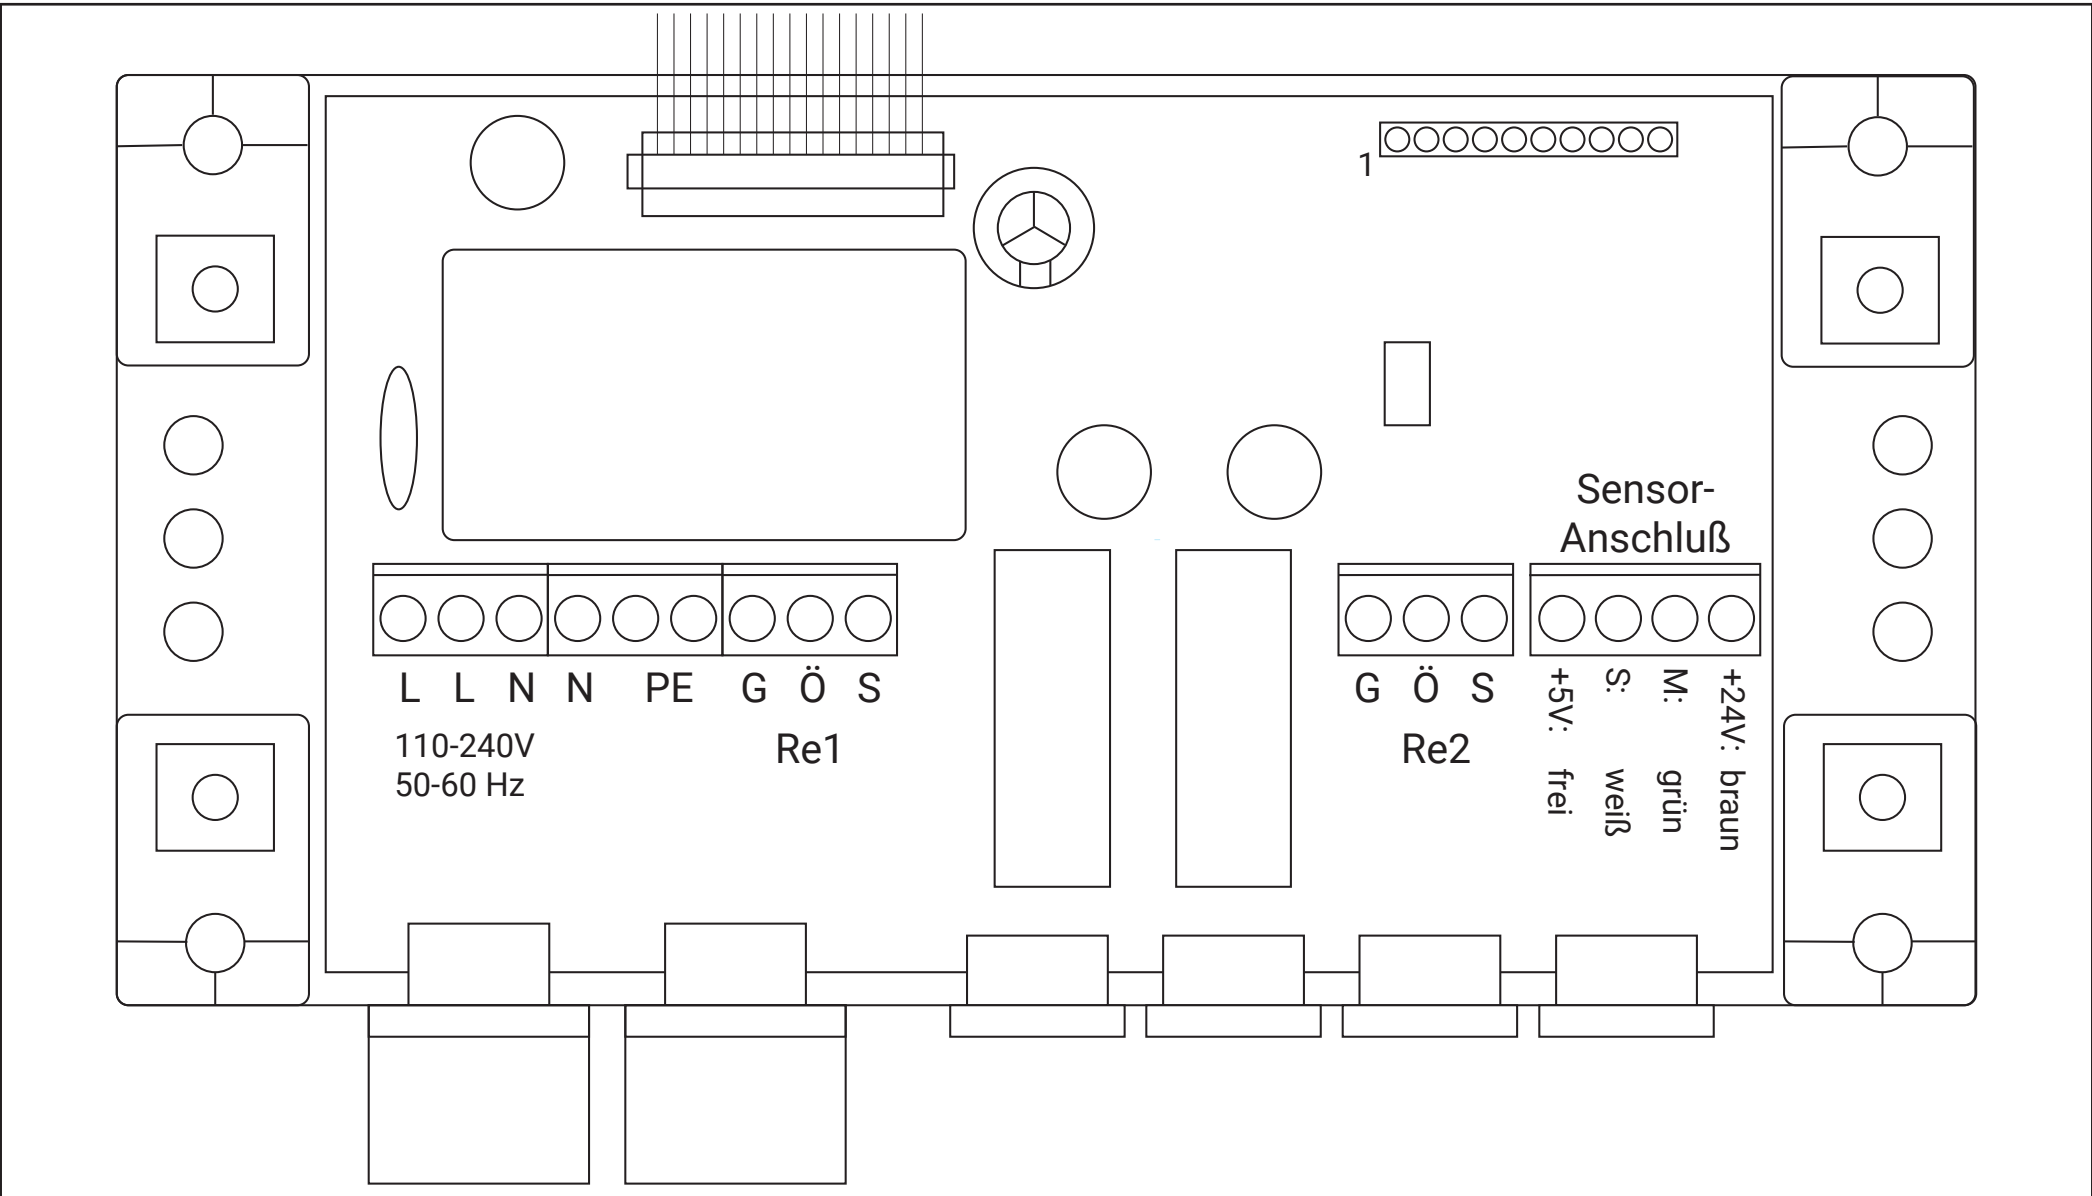 1
Sensor-
Anschluß
L L N N PE G Ö S
110-240V
50-60 Hz
Re1
G Ö S
Re2
+5V: frei
S: weiß
M: grün
+24V: braun